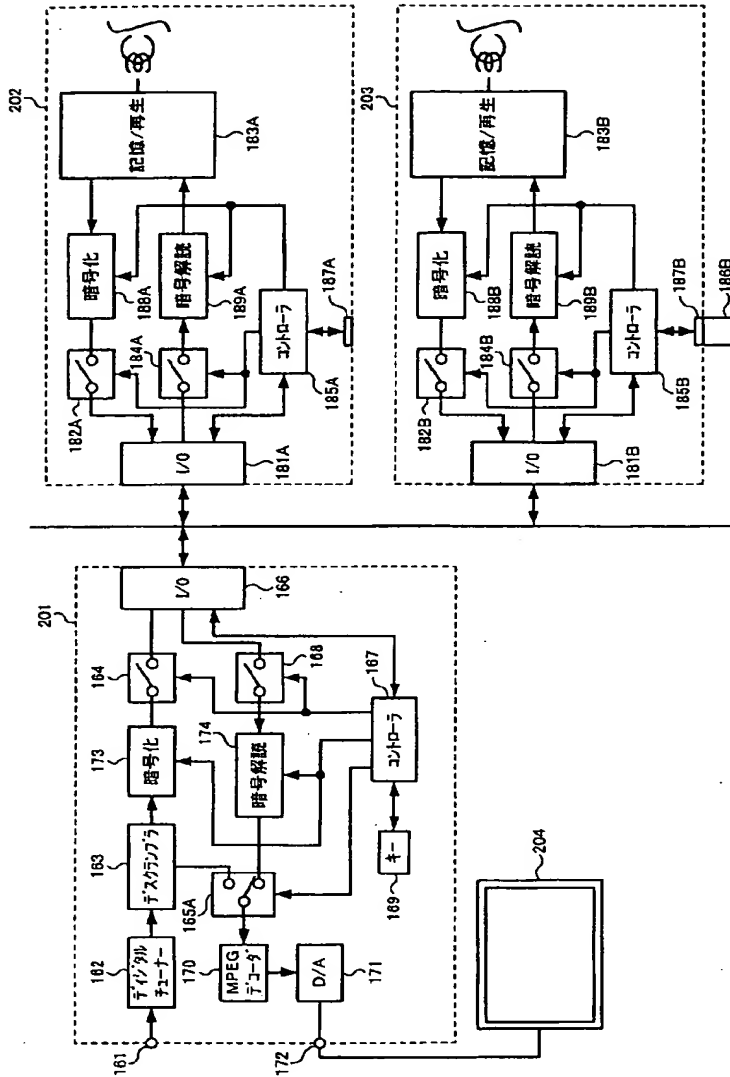 201
161
162
ディジタル
チューナー
163
デスクランブラ
173
暗号化
164
I/O
166
168
174
暗号解読
165A
170
MPEG
デコーダ
D/A
171
172
167
コントローラ
169
キー
204
202
記憶/再生
183A
暗号化
188A
暗号解読
189A
182A
184A
コントローラ
185A
187A
I/O
181A
203
記憶/再生
183B
暗号化
188B
暗号解読
189B
182B
184B
コントローラ
185B
187B
186B
I/O
181B